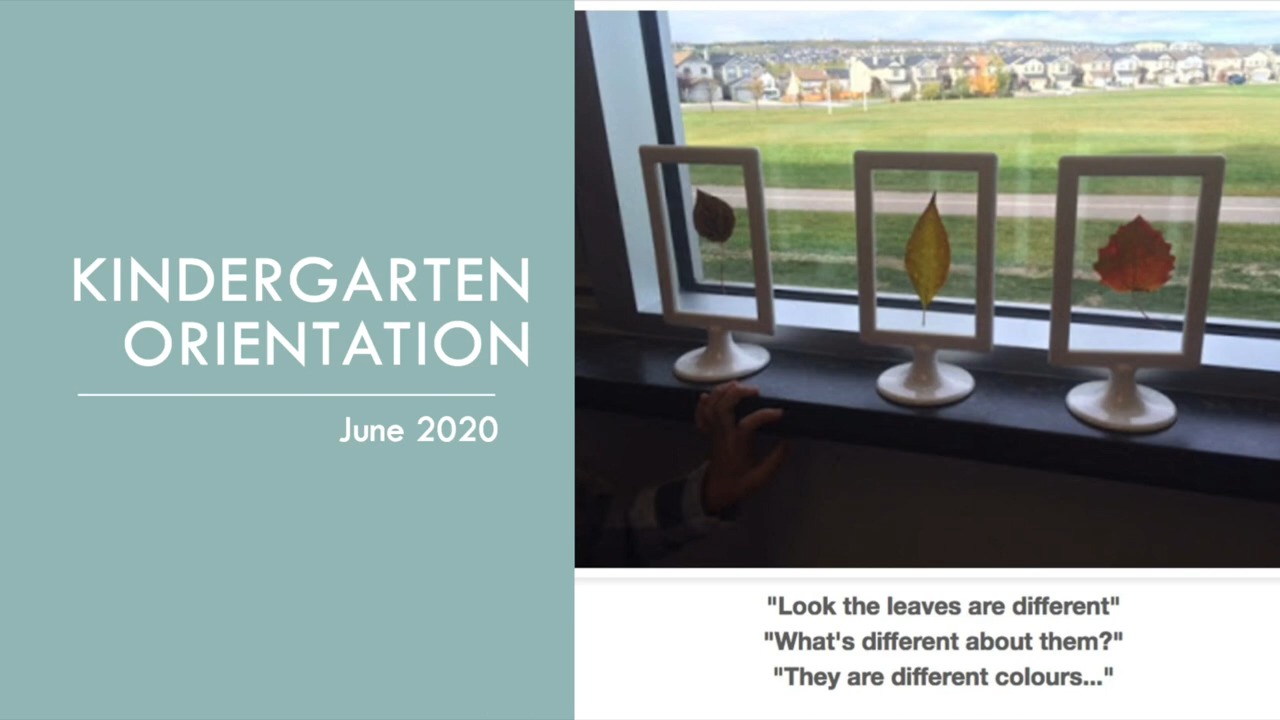 KINDERGARTEN
ORIENTATION
June 2020
"Look the leaves are different"
"What's different about them?"
"They are different colours..."